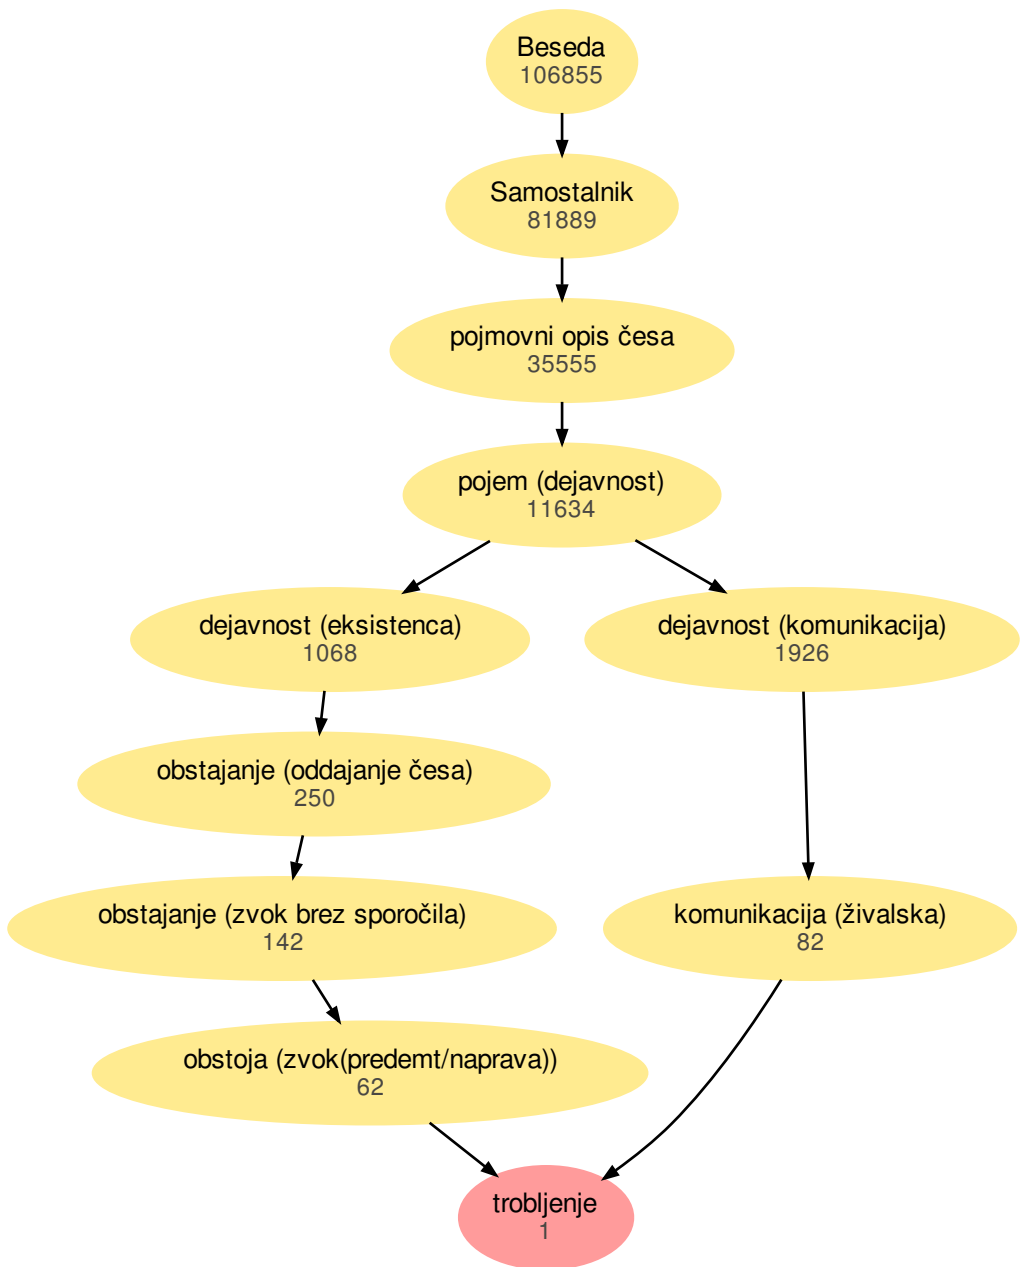 Beseda
106855
Samostalnik
81889
pojmovni opis česa
35555
pojem (dejavnost)
11634
dejavnost (eksistenca)
1068
dejavnost (komunikacija)
1926
obstajanje (oddajanje česa)
250
obstajanje (zvok brez sporočila)
142
komunikacija (živalska)
82
obstoja (zvok(predemt/naprava))
62
trobljenje
1